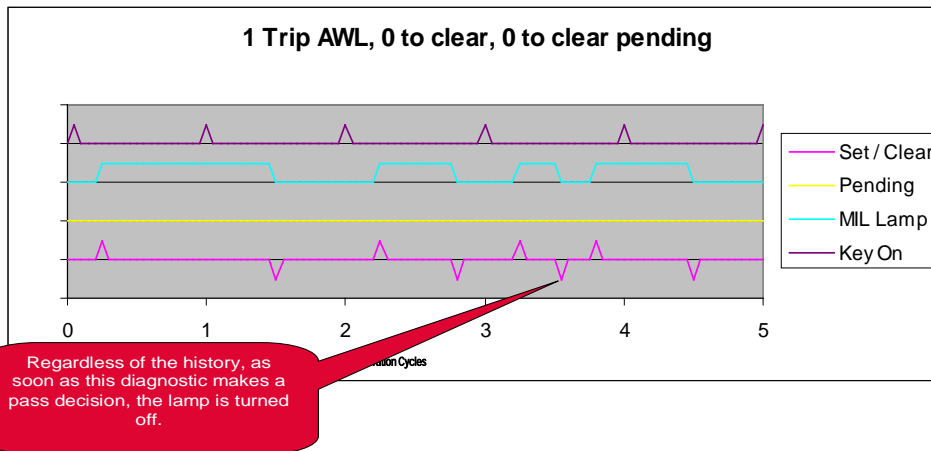 1 Trip AWL, 0 to clear, 0 to clear pending
Set / Clear
Pending
MIL Lamp
Key On
0 1 2 3 4 5
Cycles
Regardless of the history, as
soon as this diagnostic makes a
pass decision, the lamp is turned
off.